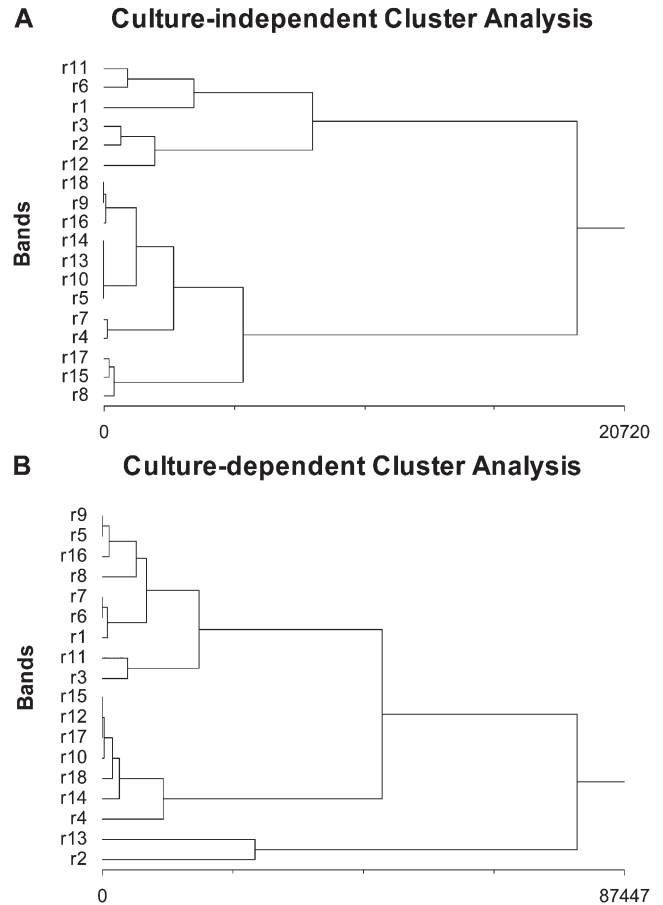 A Culture-independent Cluster Analysis
r11
r6
r1
r3
r2
r12
r18
r9
r16
r14
r13
r10
r5
r7
r4
r17
r15
r8
Bands
0 20720
B Culture-dependent Cluster Analysis
r9
r5
r16
r8
r7
r6
r1
r11
r3
r15
r12
r17
r10
r18
r14
r4
r13
r2
Bands
0 87447